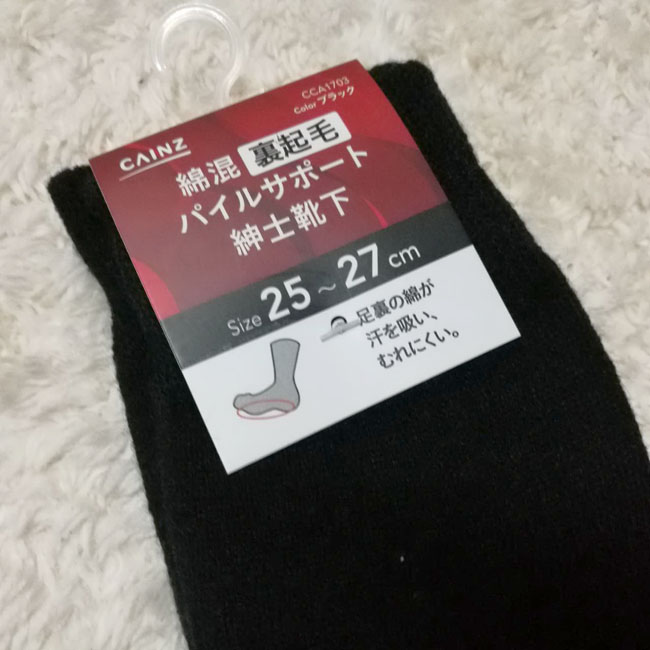 CCA1703
Color ブラック
CAINZ
綿混 裏起毛
パイルサポート
紳士靴下
Size 25～27cm
足裏の綿が
汗を吸い、
むれにくい。